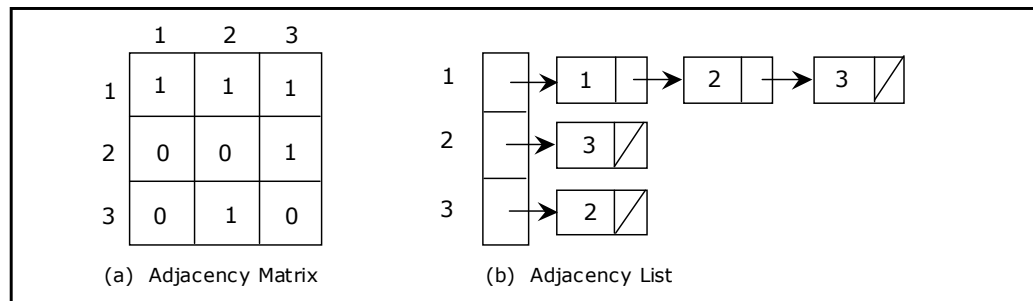 1 2 3
1 1 1 1
2 0 0 1
3 0 1 0
(a) Adjacency Matrix
1 1 2 3
2 3
3 2
(b) Adjacency List